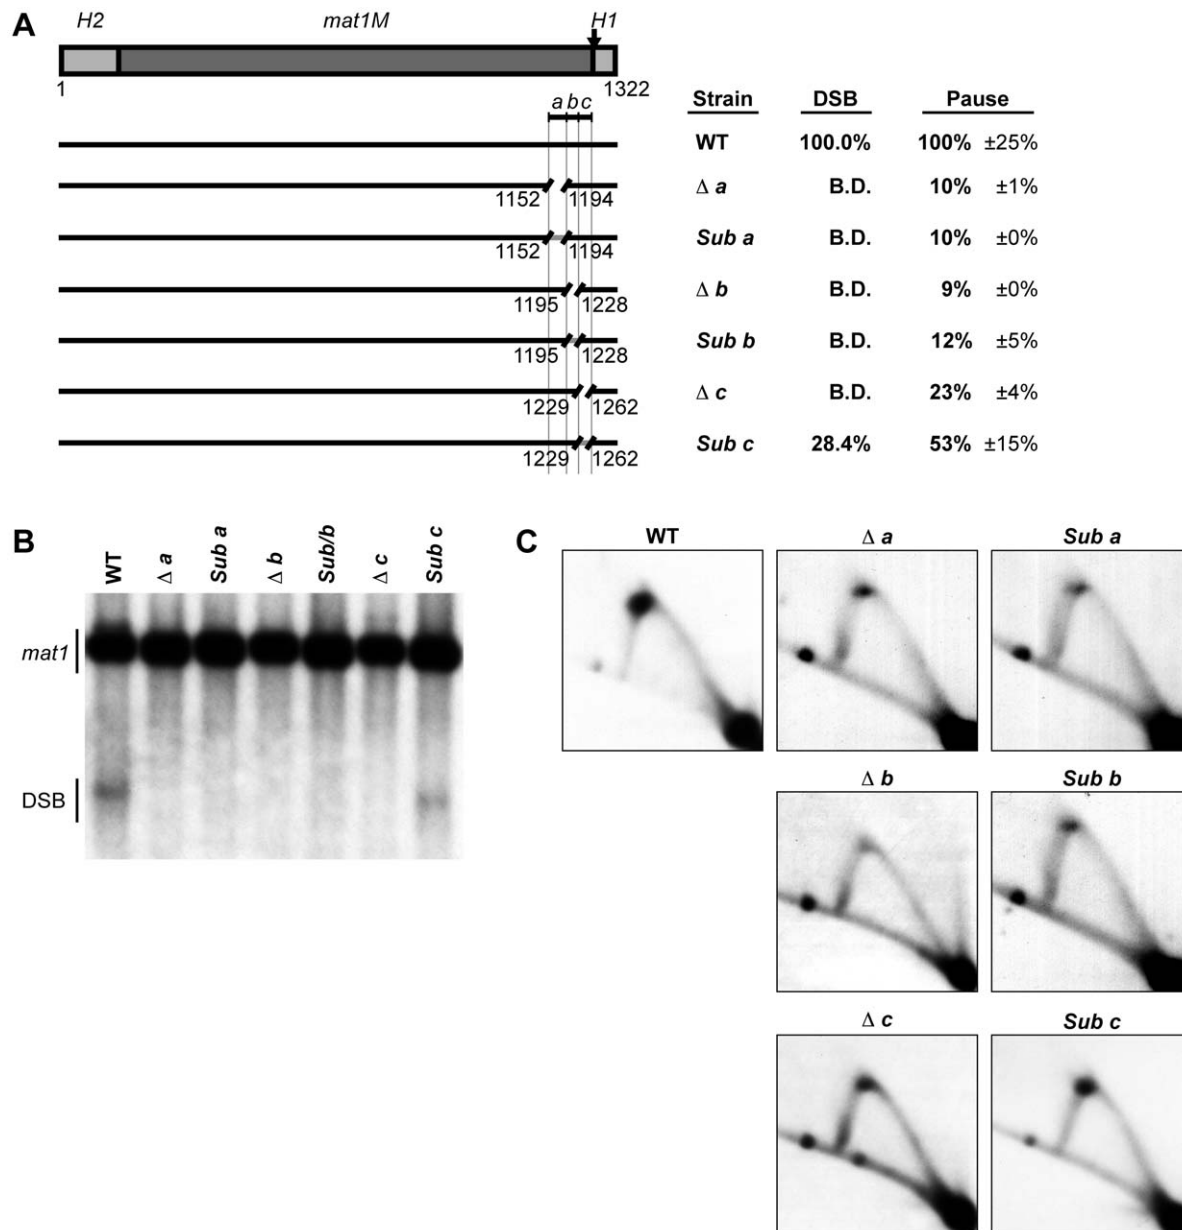 A
H2 mat1M H1
1 1322
a b c
Strain DSB Pause
WT 100.0% 100% ±25%
1152 1194 Δ a B.D. 10% ±1%
1152 1194 Sub a B.D. 10% ±0%
1195 1228 Δ b B.D. 9% ±0%
1195 1228 Sub b B.D. 12% ±5%
1229 1262 Δ c B.D. 23% ±4%
1229 1262 Sub c 28.4% 53% ±15%
B
WT Δ a Sub a Δ b Sub/b Δ c Sub c
mat1
DSB
C
WT Δ a Sub a
Δ b Sub b
Δ c Sub c